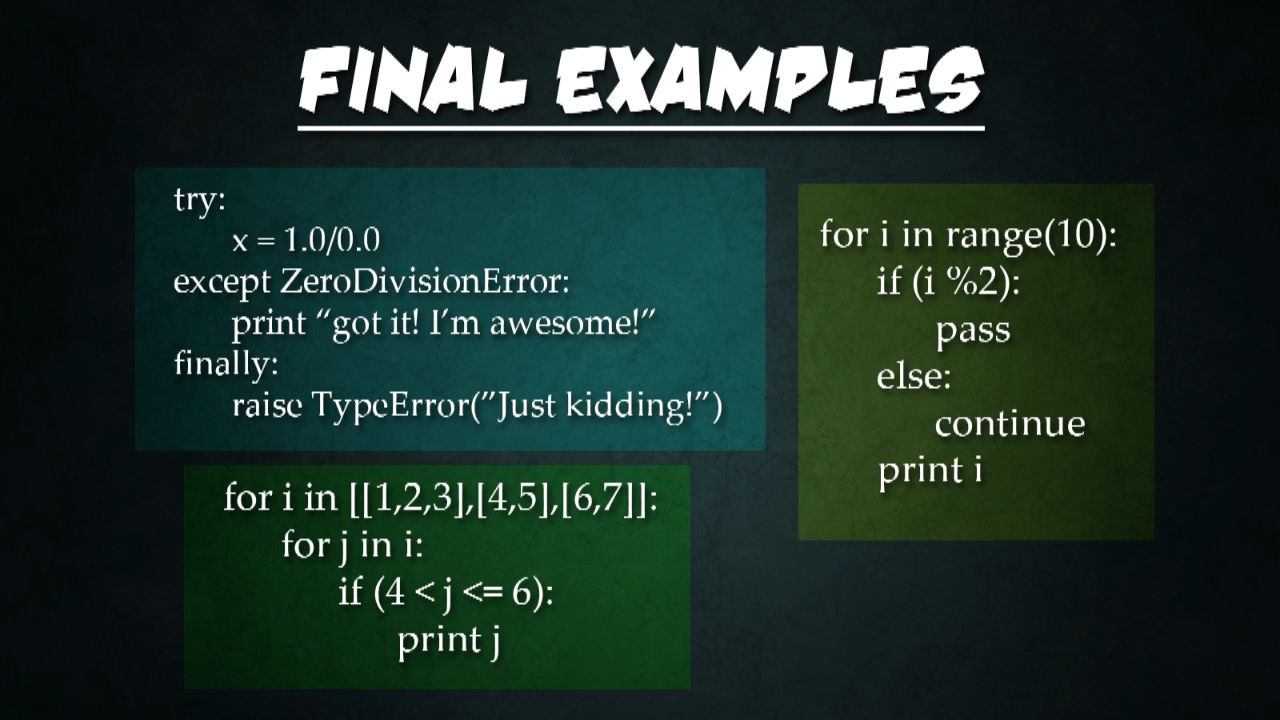 FINAL EXAMPLES
try:
x = 1.0/0.0
except ZeroDivisionError:
print “got it! I’m awesome!”
finally:
raise TypeError(”Just kidding!”)
for i in [[1,2,3],[4,5],[6,7]]:
for j in i:
if (4 < j <= 6):
print j
for i in range(10):
if (i %2):
pass
else:
continue
print i